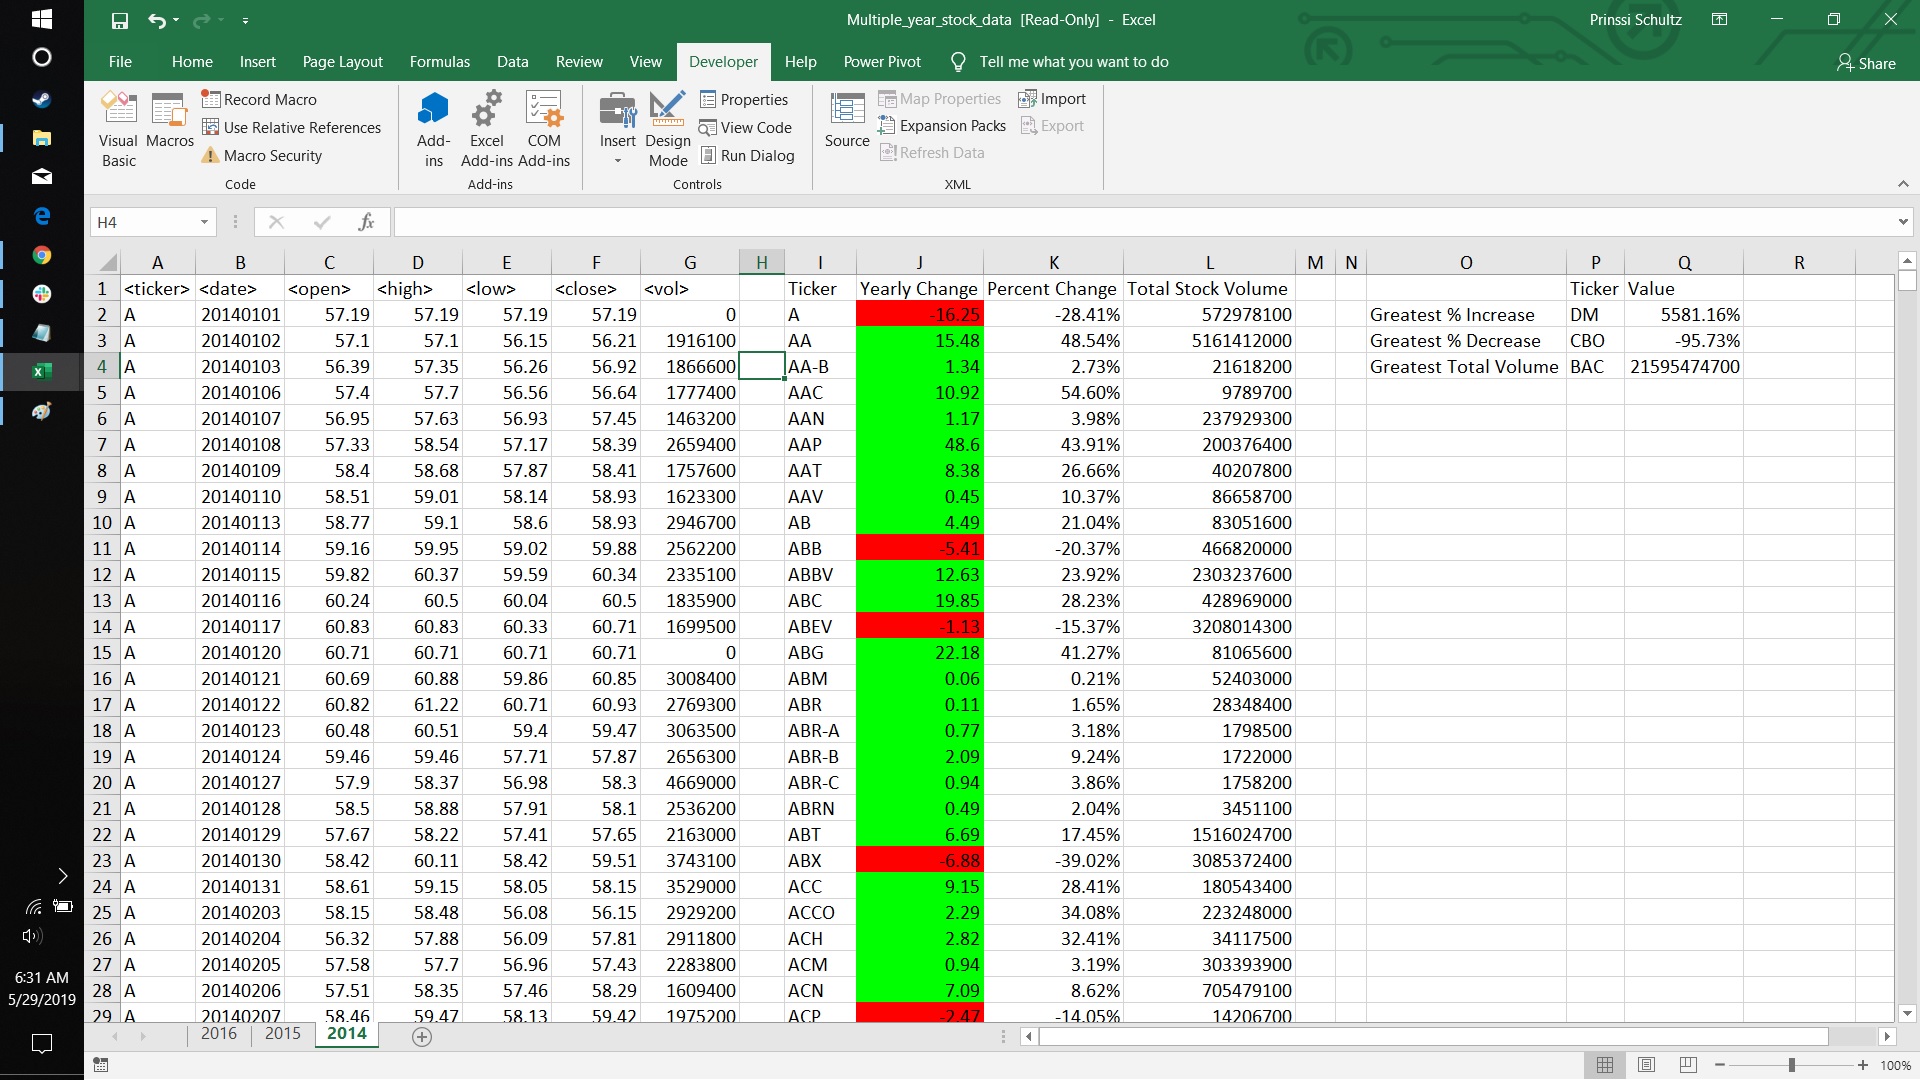 Multiple_year_stock_data [Read-Only] - Excel
Prinssi Schultz
File Home Insert Page Layout Formulas Data Review View Developer Help Power Pivot Tell me what you want to do
Share
Visual Basic
Macros
Record Macro
Use Relative References
Macro Security
Code
Add-ins
Excel Add-ins
COM Add-ins
Add-ins
Insert
Design Mode
Properties
View Code
Run Dialog
Controls
Source
Map Properties
Expansion Packs
Refresh Data
Import
Export
XML
H4
fx
A B C D E F G H I J K L M N O P Q R
1 <ticker> <date> <open> <high> <low> <close> <vol> Ticker Yearly Change Percent Change Total Stock Volume Ticker Value
2 A 20140101 57.19 57.19 57.19 57.19 0 A -16.25 -28.41% 572978100 Greatest % Increase DM 5581.16%
3 A 20140102 57.1 57.1 56.15 56.21 1916100 AA 15.48 48.54% 5161412000 Greatest % Decrease CBO -95.73%
4 A 20140103 56.39 57.35 56.26 56.92 1866600 AA-B 1.34 2.73% 21618200 Greatest Total Volume BAC 21595474700
5 A 20140106 57.4 57.7 56.56 56.64 1777400 AAC 10.92 54.60% 9789700
6 A 20140107 56.95 57.63 56.93 57.45 1463200 AAN 1.17 3.98% 237929300
7 A 20140108 57.33 58.54 57.17 58.39 2659400 AAP 48.6 43.91% 200376400
8 A 20140109 58.4 58.68 57.87 58.41 1757600 AAT 8.38 26.66% 40207800
9 A 20140110 58.51 59.01 58.14 58.93 1623300 AAV 0.45 10.37% 86658700
10 A 20140113 58.77 59.1 58.6 58.93 2946700 AB 4.49 21.04% 83051600
11 A 20140114 59.16 59.95 59.02 59.88 2562200 ABB -5.41 -20.37% 466820000
12 A 20140115 59.82 60.37 59.59 60.34 2335100 ABBV 12.63 23.92% 2303237600
13 A 20140116 60.24 60.5 60.04 60.5 1835900 ABC 19.85 28.23% 428969000
14 A 20140117 60.83 60.83 60.33 60.71 1699500 ABEV -1.13 -15.37% 3208014300
15 A 20140120 60.71 60.71 60.71 60.71 0 ABG 22.18 41.27% 81065600
16 A 20140121 60.69 60.88 59.86 60.85 3008400 ABM 0.06 0.21% 52403000
17 A 20140122 60.82 61.22 60.71 60.93 2769300 ABR 0.11 1.65% 28348400
18 A 20140123 60.48 60.51 59.4 59.47 3063500 ABR-A 0.77 3.18% 1798500
19 A 20140124 59.46 59.46 57.71 57.87 2656300 ABR-B 2.09 9.24% 1722000
20 A 20140127 57.9 58.37 56.98 58.3 4669000 ABR-C 0.94 3.86% 1758200
21 A 20140128 58.5 58.88 57.91 58.1 2536200 ABRN 0.49 2.04% 3451100
22 A 20140129 57.67 58.22 57.41 57.65 2163000 ABT 6.69 17.45% 1516024700
23 A 20140130 58.42 60.11 58.42 59.51 3743100 ABX -6.88 -39.02% 3085372400
24 A 20140131 58.61 59.15 58.05 58.15 3529000 ACC 9.15 28.41% 180543400
25 A 20140203 58.15 58.48 56.08 56.15 2929200 ACCO 2.29 34.08% 223248000
26 A 20140204 56.32 57.88 56.09 57.81 2911800 ACH 2.82 32.41% 34117500
27 A 20140205 57.58 57.7 56.96 57.43 2283800 ACM 0.94 3.19% 303393900
28 A 20140206 57.51 58.35 57.46 58.29 1609400 ACN 7.09 8.62% 705479100
29 A 20140207 58.46 59.47 58.13 59.42 1975200 ACP -2.47 -14.05% 14206700
2016 2015 2014
100%
6:31 AM
5/29/2019